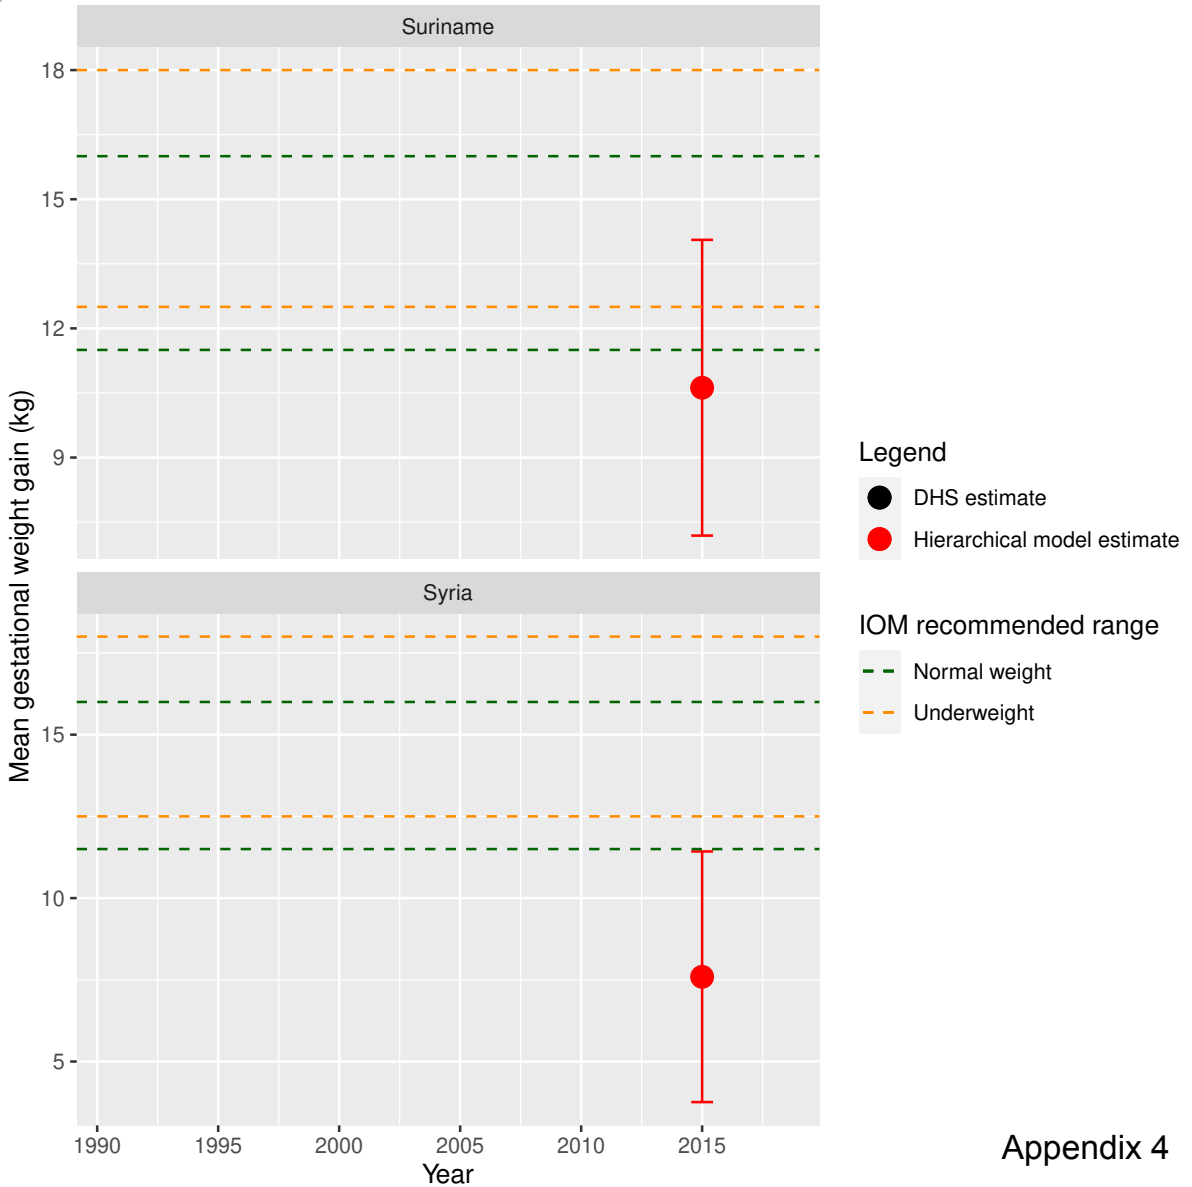 Suriname
18
15
12
9
Mean gestational weight gain (kg)
Syria
15
10
5
1990 1995 2000 2005 2010 2015
Year
Legend
DHS estimate
Hierarchical model estimate
IOM recommended range
Normal weight
Underweight
Appendix 4